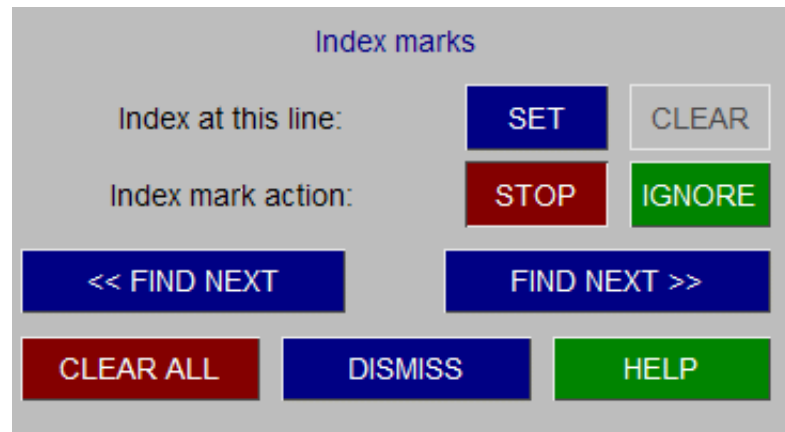 Index marks
Index at this line: SET CLEAR
Index mark action: STOP IGNORE
<< FIND NEXT FIND NEXT >>
CLEAR ALL DISMISS HELP